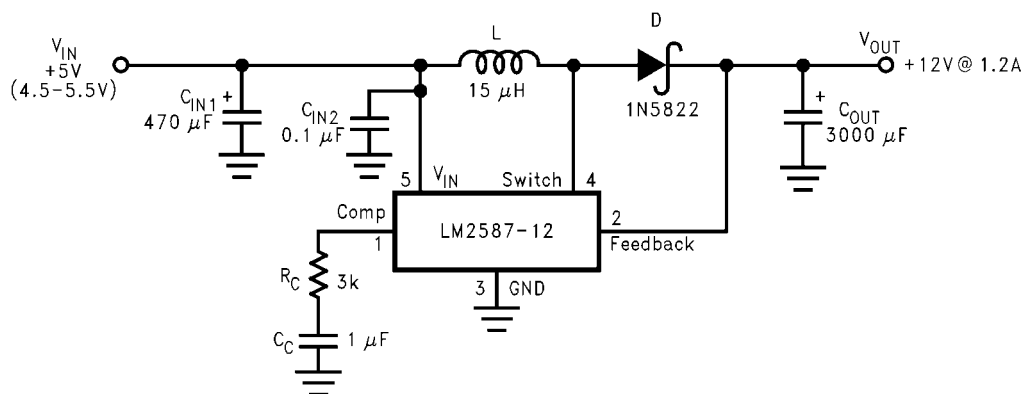 V_IN
+5V
(4.5-5.5V)
C_IN1 +
470 μF
C_IN2
0.1 μF
L
15 μH
D
1N5822
V_OUT
+12V @ 1.2A
+
C_OUT
3000 μF
5 V_IN
Switch 4
Comp
1
LM2587-12
2
Feedback
3 GND
R_C 3k
C_C 1 μF